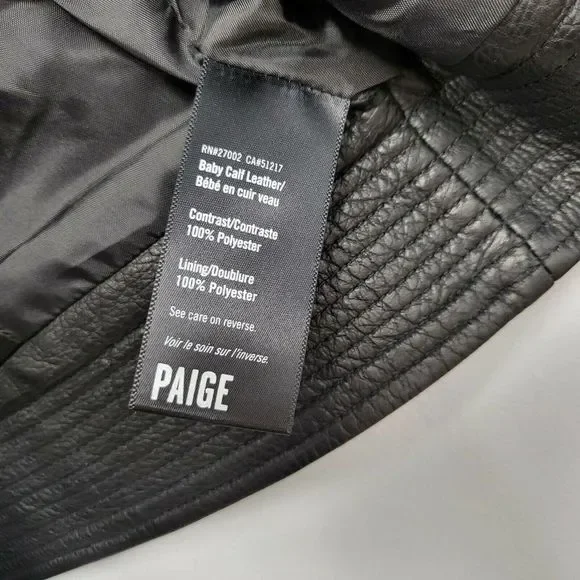 RN#27002 CA#51217
Baby Calf Leather/
Bébé en cuir veau
Contrast/Contraste
100% Polyester
Lining/Doublure
100% Polyester
See care on reverse.
Voir le soin sur l'inverse.
PAIGE